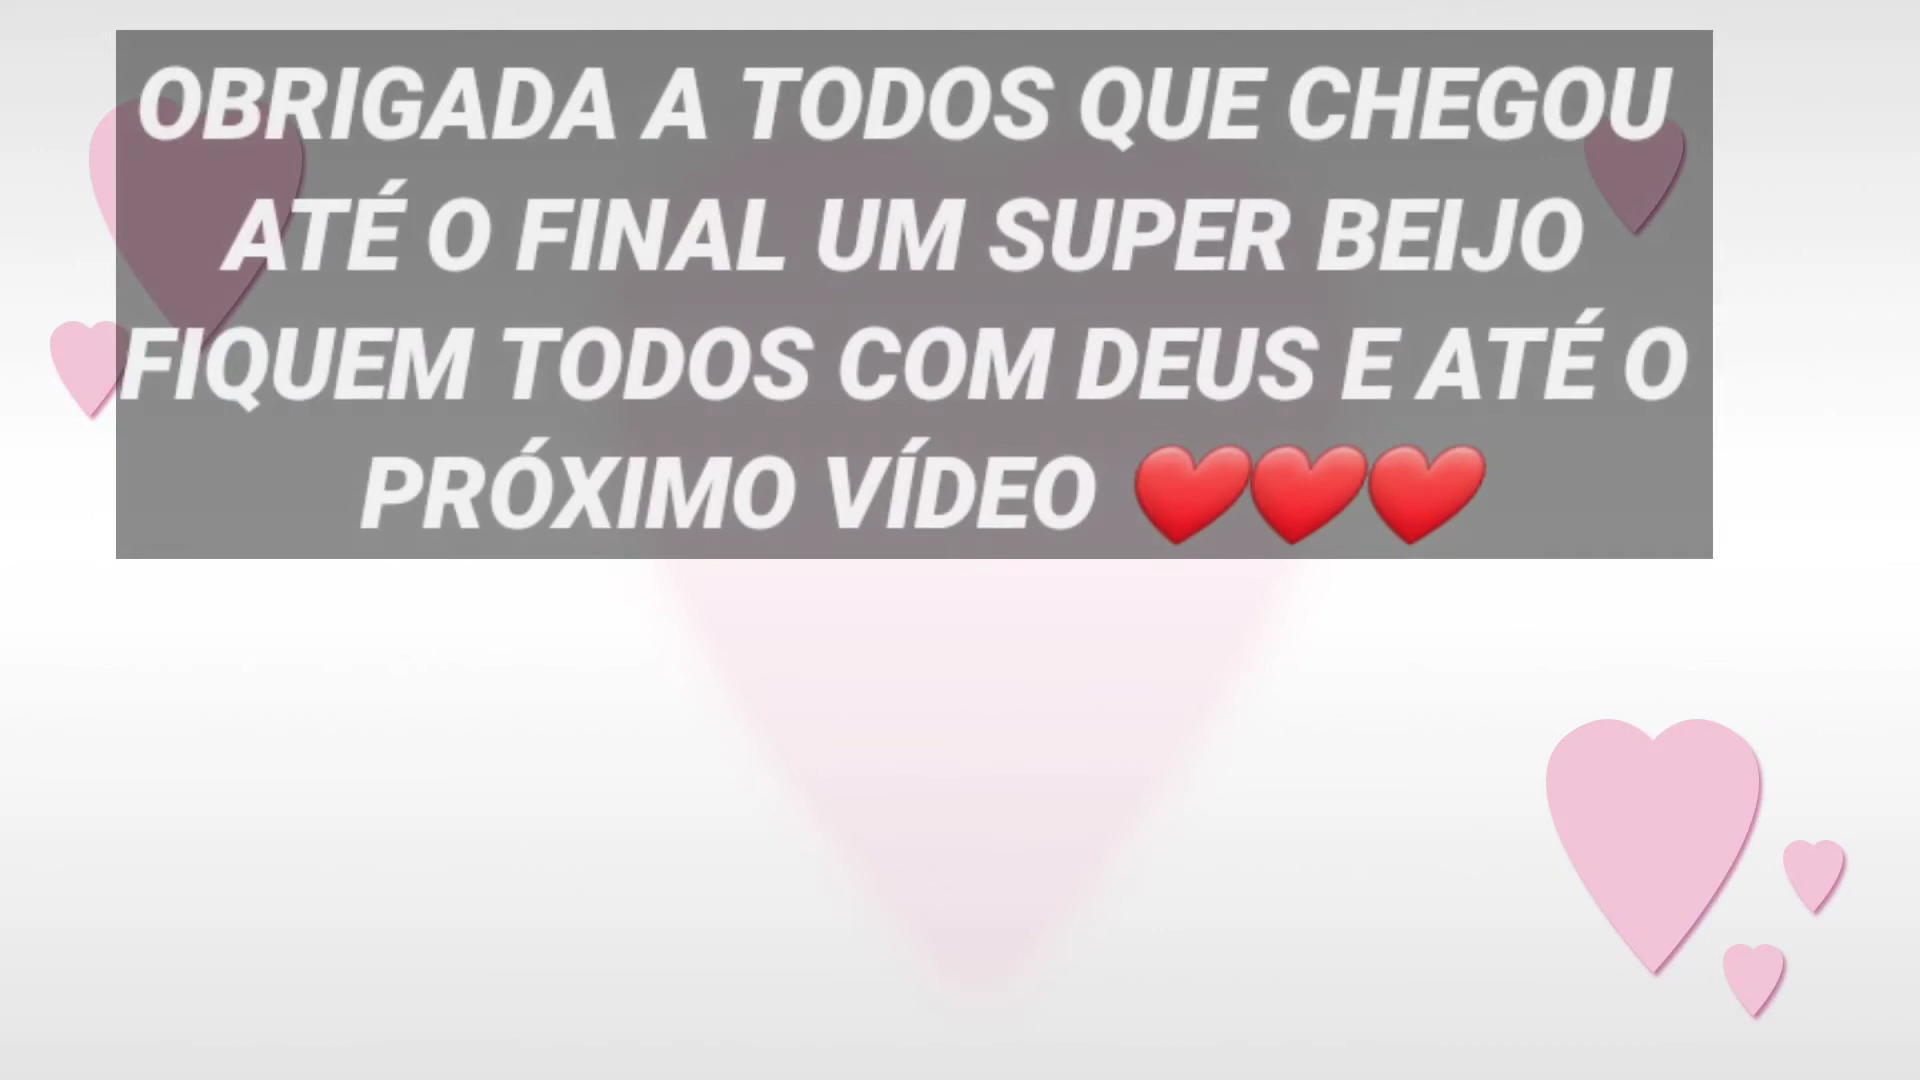 OBRIGADA A TODOS QUE CHEGOU
ATÉ O FINAL UM SUPER BEIJO
FIQUEM TODOS COM DEUS E ATÉ O
PRÓXIMO VÍDEO ❤️❤️❤️